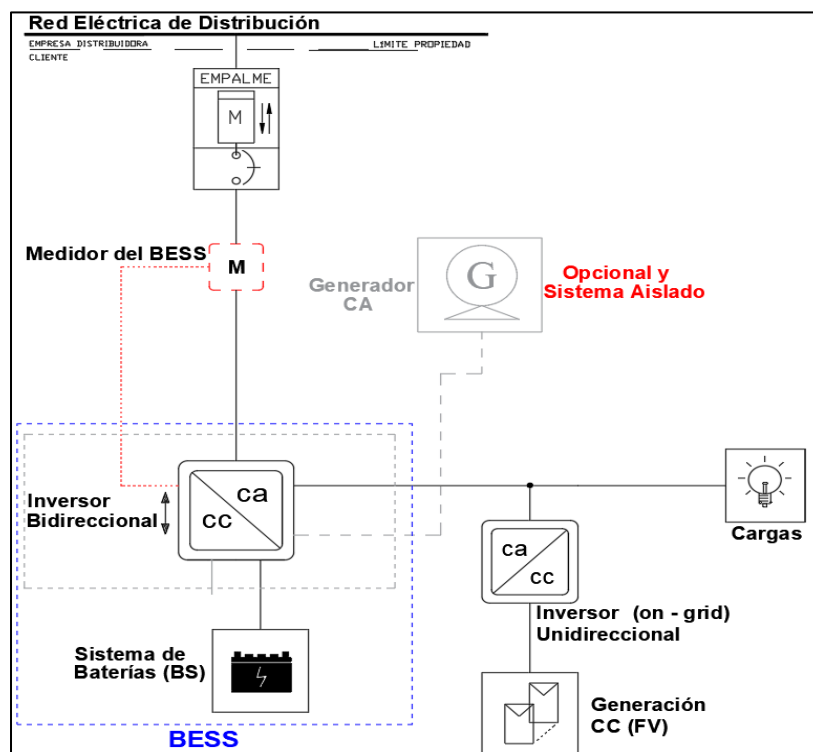 Red Eléctrica de Distribución
EMPRESA DISTRIBUIDORA
LIMITE PROPIEDAD
CLIENTE
EMPALME
M
Medidor del BESS
M
Generador
CA
G
Opcional y
Sistema Aislado
Inversor
Bidireccional
ca
cc
Cargas
ca
cc
Inversor (on - grid)
Unidireccional
Sistema de
Baterías (BS)
Generación
CC (FV)
BESS